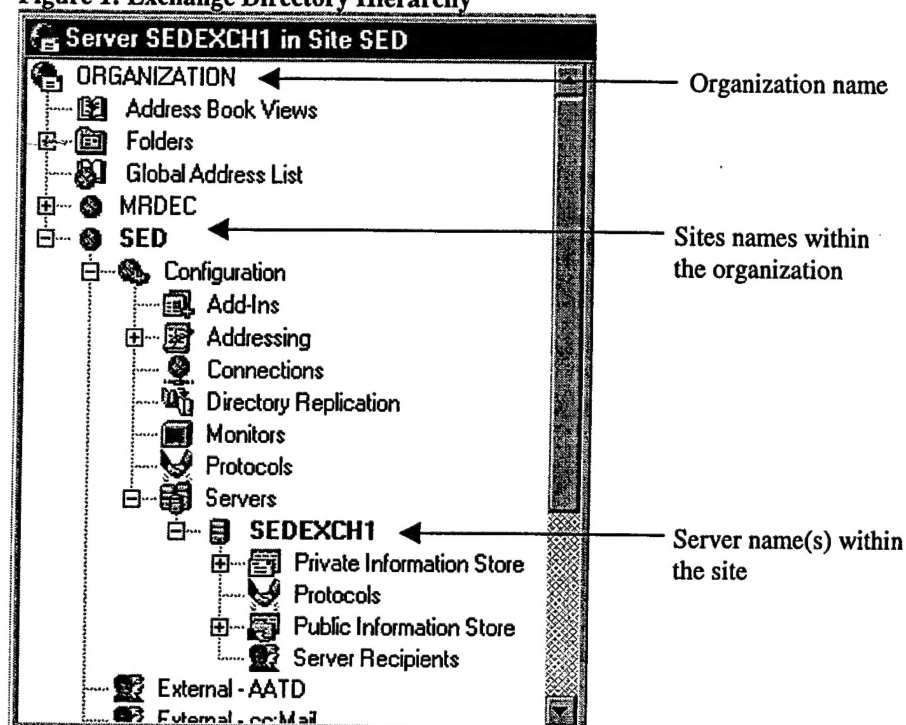 Figure 1. Exchange Directory Hierarchy
Server SEDEXCH1 in Site SED
ORGANIZATION
Organization name
Address Book Views
Folders
Global Address List
MRDEC
SED
Sites names within
the organization
Configuration
Add-Ins
Addressing
Connections
Directory Replication
Monitors
Protocols
Servers
SEDEXCH1
Server name(s) within
the site
Private Information Store
Protocols
Public Information Store
Server Recipients
External - AATD
External - cc:Mail